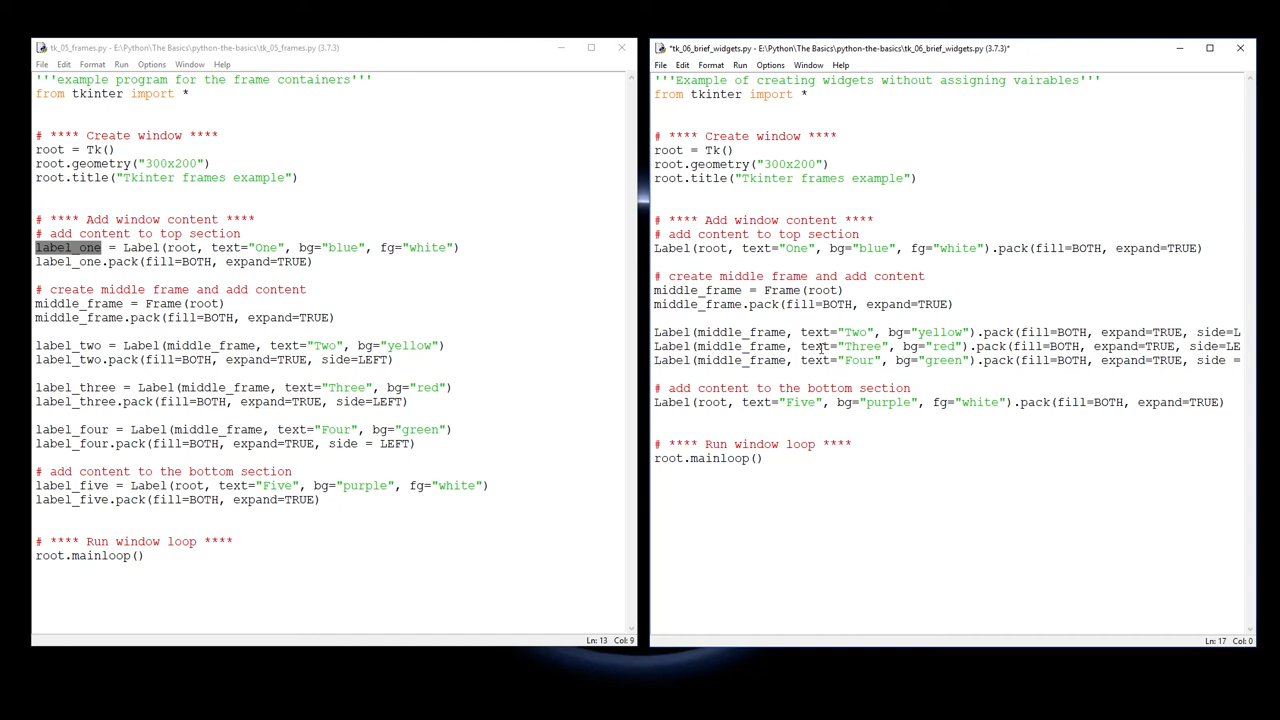 tk_05_frames.py - E:\Python\The Basics\python-the-basics\tk_05_frames.py (3.7.3)
File Edit Format Run Options Window Help
'''example program for the frame containers'''
from tkinter import *
# **** Create window ****
root = Tk()
root.geometry("300x200")
root.title("Tkinter frames example")
# **** Add window content ****
# add content to top section
label_one = Label(root, text="One", bg="blue", fg="white")
label_one.pack(fill=BOTH, expand=TRUE)
# create middle frame and add content
middle_frame = Frame(root)
middle_frame.pack(fill=BOTH, expand=TRUE)
label_two = Label(middle_frame, text="Two", bg="yellow")
label_two.pack(fill=BOTH, expand=TRUE, side=LEFT)
label_three = Label(middle_frame, text="Three", bg="red")
label_three.pack(fill=BOTH, expand=TRUE, side=LEFT)
label_four = Label(middle_frame, text="Four", bg="green")
label_four.pack(fill=BOTH, expand=TRUE, side = LEFT)
# add content to the bottom section
label_five = Label(root, text="Five", bg="purple", fg="white")
label_five.pack(fill=BOTH, expand=TRUE)
# **** Run window loop ****
root.mainloop()
Ln: 13 Col: 9
*tk_06_brief_widgets.py - E:\Python\The Basics\python-the-basics\tk_06_brief_widgets.py (3.7.3)*
File Edit Format Run Options Window Help
'''Example of creating widgets without assigning vairables'''
from tkinter import *
# **** Create window ****
root = Tk()
root.geometry("300x200")
root.title("Tkinter frames example")
# **** Add window content ****
# add content to top section
Label(root, text="One", bg="blue", fg="white").pack(fill=BOTH, expand=TRUE)
# create middle frame and add content
middle_frame = Frame(root)
middle_frame.pack(fill=BOTH, expand=TRUE)
Label(middle_frame, text="Two", bg="yellow").pack(fill=BOTH, expand=TRUE, side=L
Label(middle_frame, text="Three", bg="red").pack(fill=BOTH, expand=TRUE, side=LE
Label(middle_frame, text="Four", bg="green").pack(fill=BOTH, expand=TRUE, side =
# add content to the bottom section
Label(root, text="Five", bg="purple", fg="white").pack(fill=BOTH, expand=TRUE)
# **** Run window loop ****
root.mainloop()
Ln: 17 Col: 0